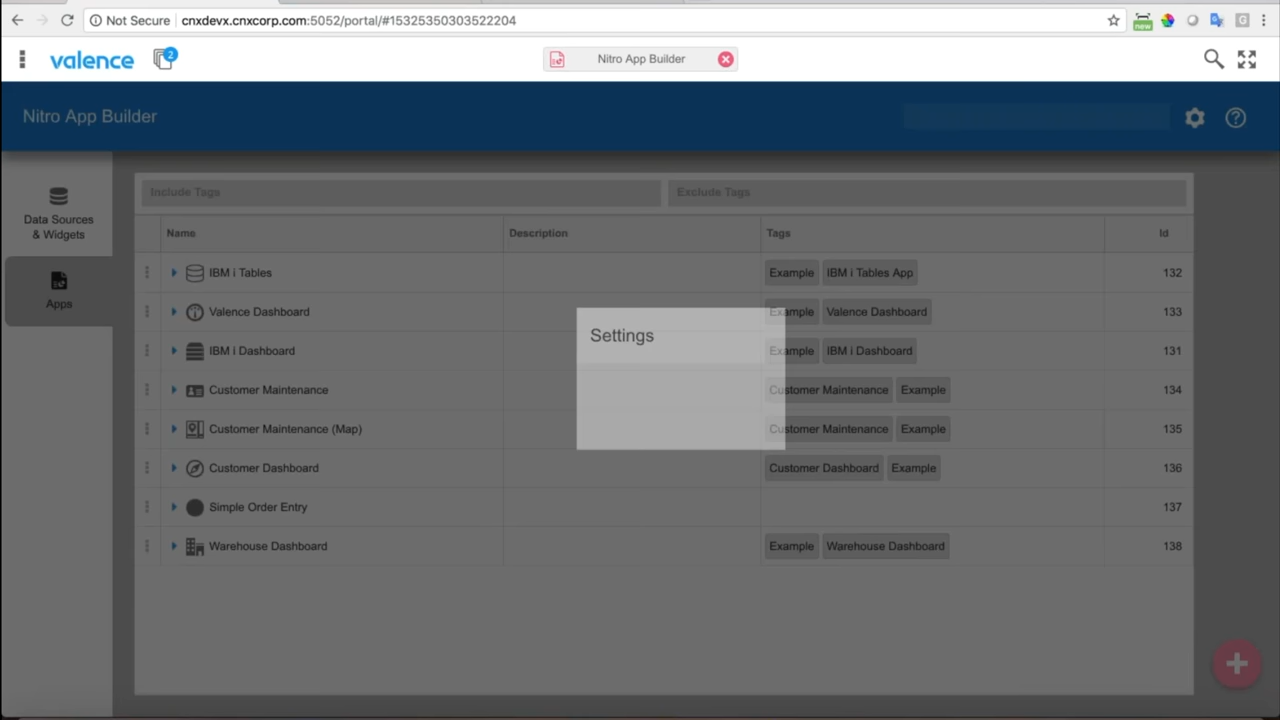 Not Secure cnxdevx.cnxcorp.com:5052/portal/#15325350303522204
new
G
valence 2 Nitro App Builder
Nitro App Builder
Data Sources
& Widgets
Apps
Include Tags Exclude Tags
Name Description Tags Id
IBM i Tables Example IBM i Tables App 132
Valence Dashboard Example Valence Dashboard 133
IBM i Dashboard Example IBM i Dashboard 131
Customer Maintenance Customer Maintenance Example 134
Customer Maintenance (Map) Customer Maintenance Example 135
Customer Dashboard Customer Dashboard Example 136
Simple Order Entry 137
Warehouse Dashboard Example Warehouse Dashboard 138
Settings